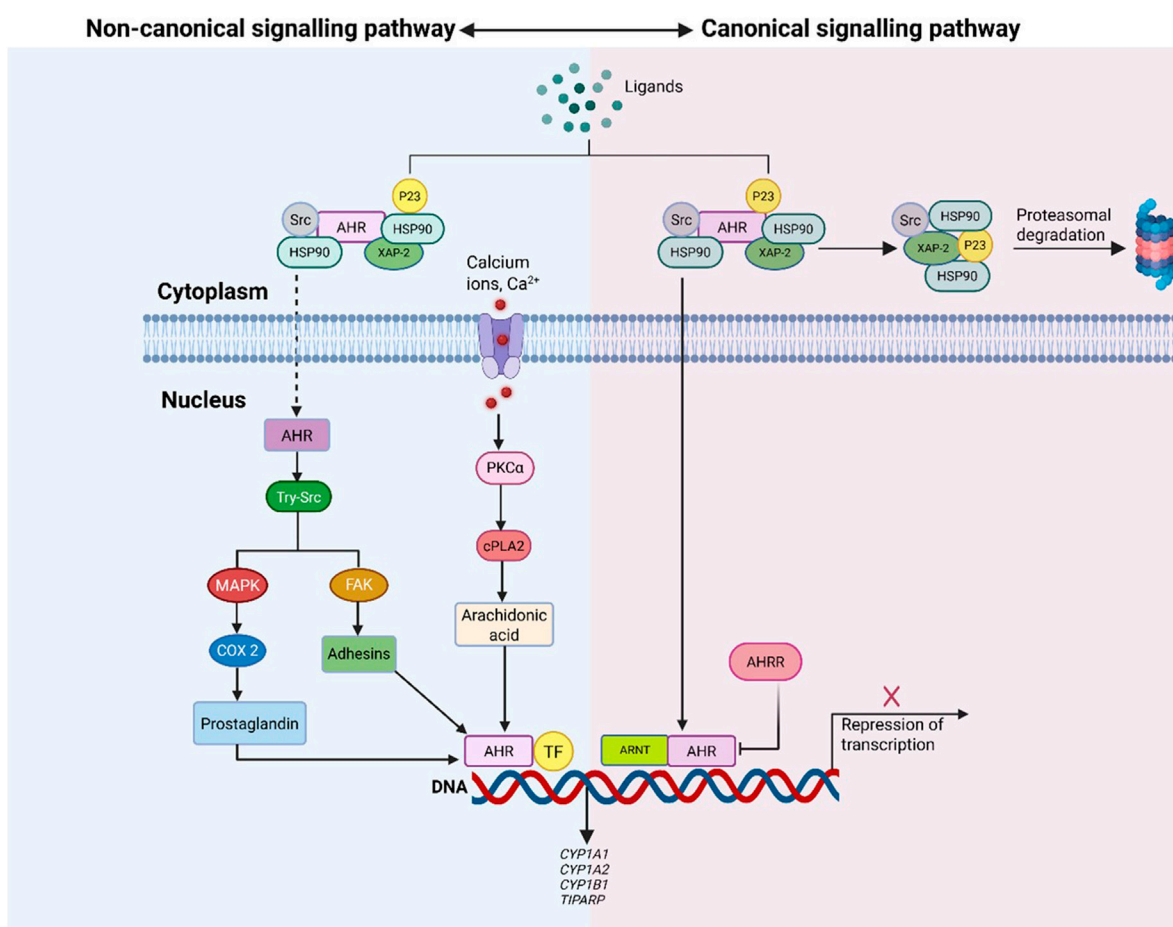 Non-canonical signalling pathway
Canonical signalling pathway
Ligands
P23
Src
AHR
HSP90
HSP90
XAP-2
P23
Src
AHR
HSP90
HSP90
XAP-2
Src
HSP90
XAP-2
P23
HSP90
Proteasomal
degradation
Calcium
ions, Ca²⁺
Cytoplasm
Nucleus
AHR
Try-Src
MAPK
FAK
COX 2
Adhesins
Prostaglandin
PKCα
cPLA2
Arachidonic
acid
AHRR
AHR
TF
ARNT
AHR
X
Repression of
transcription
DNA
CYP1A1
CYP1A2
CYP1B1
TIPARP